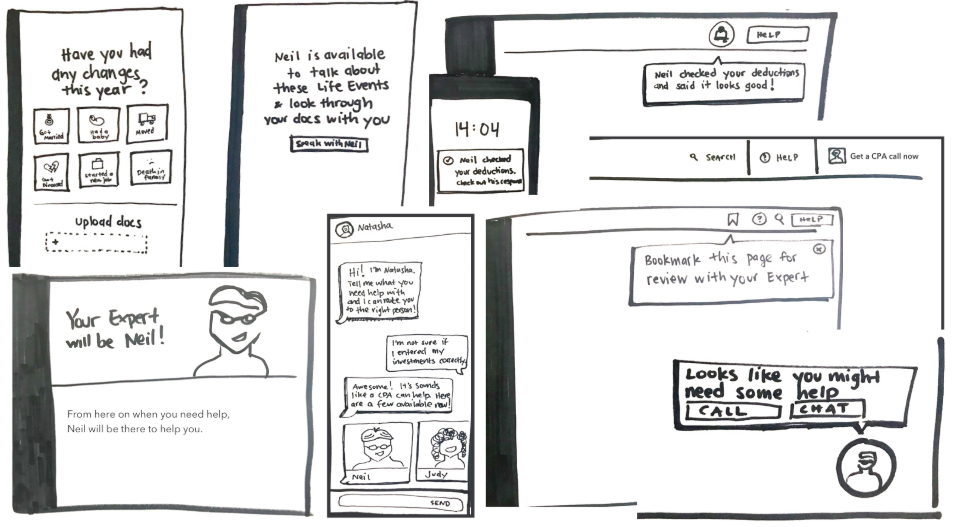 Have you had
any changes
this year?
Got
Married
Had a
baby
Moved
Got
Divorced
Started a
new job
Death in
family
Upload docs
+
Neil is available
to talk about
these Life Events
& look through
your docs with you
Speak with Neil
14:04
Neil checked
your deductions.
Check out his response
HELP
Neil checked your deductions
and said it looks good!
SEARCH
? HELP
Get a CPA call now
Your Expert
will be Neil!
From here on when you need help,
Neil will be there to help you.
Natasha
Hi! I'm Natasha.
Tell me what you
need help with
and I can route you
to the right person!
I'm not sure if
I entered my
investments correctly.
Awesome! It's sounds
like a CPA can help. Here
are a few available now!
Neil
Judy
SEND
? HELP
Bookmark this page for
review with your Expert
Looks like you might
need some help
CALL
CHAT